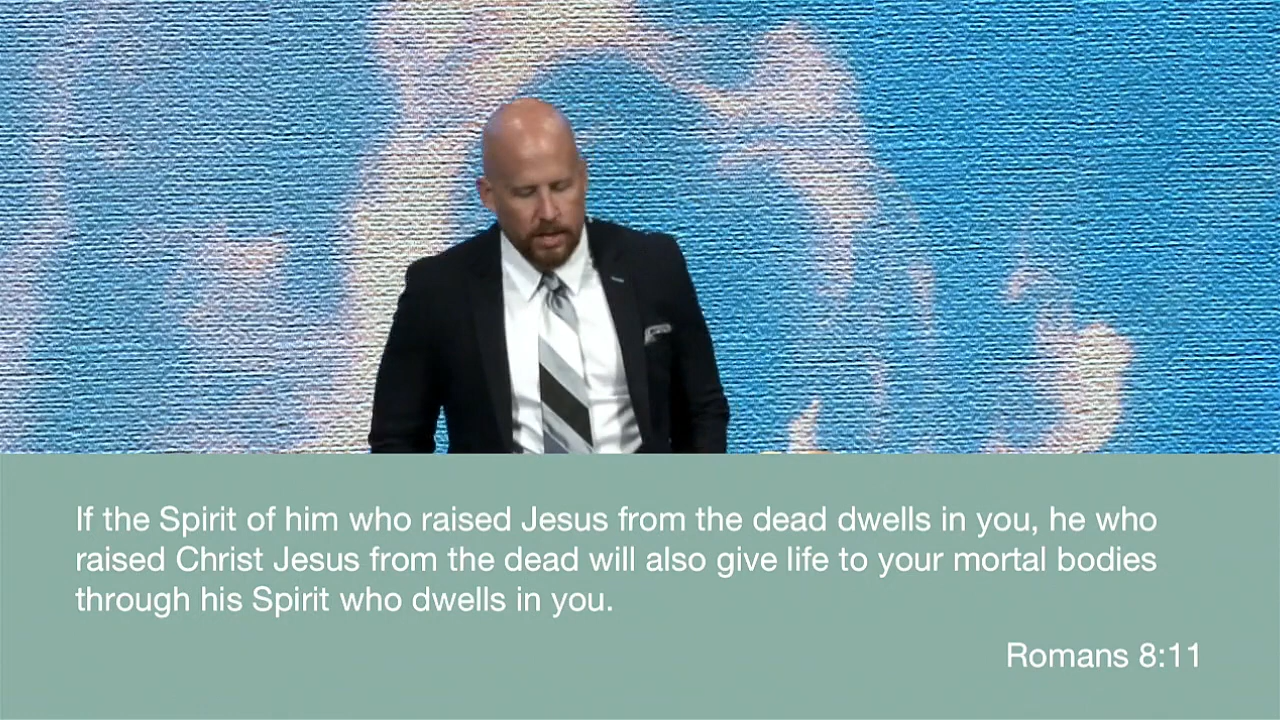 If the Spirit of him who raised Jesus from the dead dwells in you, he who
raised Christ Jesus from the dead will also give life to your mortal bodies
through his Spirit who dwells in you.
Romans 8:11